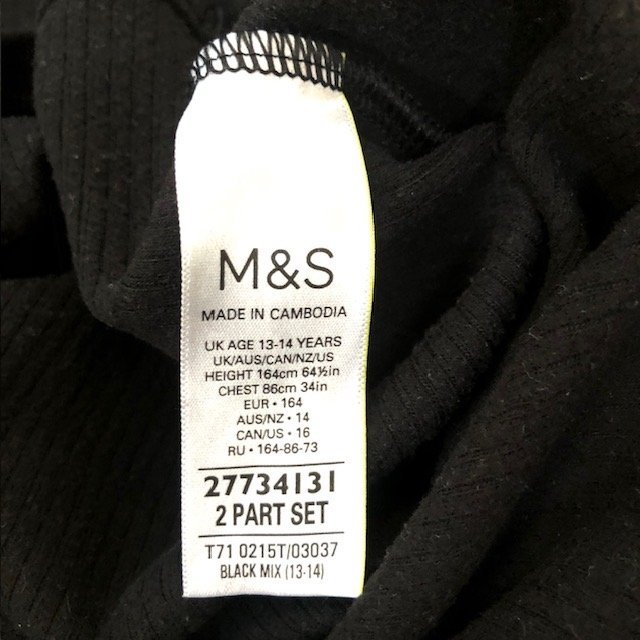 M&S
MADE IN CAMBODIA
UK AGE 13-14 YEARS
UK/AUS/CAN/NZ/US
HEIGHT 164cm 64½in
CHEST 86cm 34in
EUR • 164
AUS/NZ • 14
CAN/US • 16
RU • 164-86-73
27734131
2 PART SET
T71 0215T/03037
BLACK MIX (13-14)